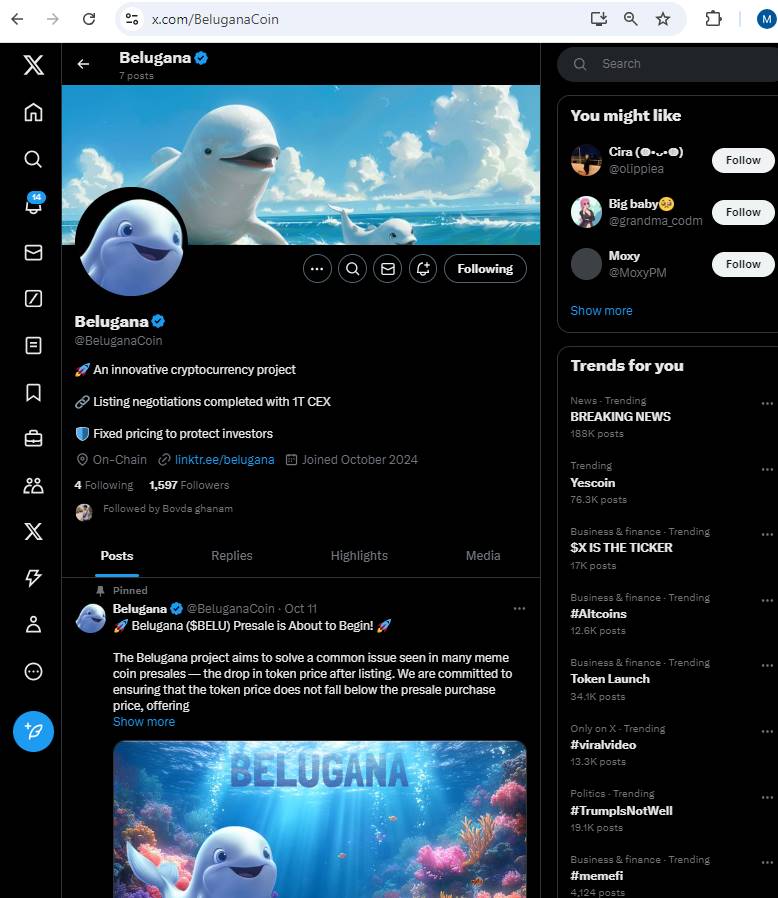 x.com/BeluganaCoin
M
Belugana
7 posts
Following
Belugana
@BeluganaCoin
🚀 An innovative cryptocurrency project
🔗 Listing negotiations completed with 1T CEX
🛡️ Fixed pricing to protect investors
On-Chain linktr.ee/belugana Joined October 2024
4 Following 1,597 Followers
Followed by Bovda ghanam
Posts Replies Highlights Media
Pinned
Belugana @BeluganaCoin · Oct 11
🚀 Belugana ($BELU) Presale is About to Begin! 🚀
The Belugana project aims to solve a common issue seen in many meme
coin presales — the drop in token price after listing. We are committed to
ensuring that the token price does not fall below the presale purchase
price, offering
Show more
BELUGANA
14
Search
You might like
Cira (⚈•⌣•⚈)
@olippiea
Follow
Big baby🥺
@grandma_codm
Follow
Moxy
@MoxyPM
Follow
Show more
Trends for you
News · Trending
BREAKING NEWS
188K posts
Trending
Yescoin
76.3K posts
Business & finance · Trending
$X IS THE TICKER
17K posts
Business & finance · Trending
#Altcoins
12.6K posts
Business & finance · Trending
Token Launch
34.1K posts
Only on X · Trending
#viralvideo
13.3K posts
Politics · Trending
#TrumpIsNotWell
19.1K posts
Business & finance · Trending
#memefi
4,124 posts